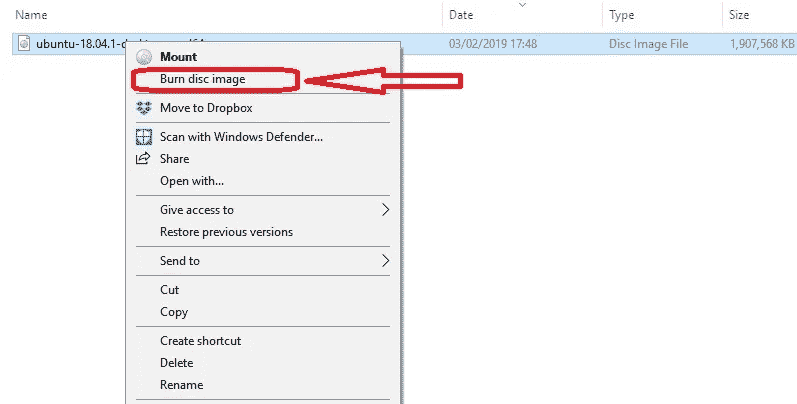 Name Date Type Size
ubuntu-18.04.1-d 03/02/2019 17:48 Disc Image File 1,907,568 KB
Mount
Burn disc image
Move to Dropbox
Scan with Windows Defender...
Share
Open with...
Give access to
Restore previous versions
Send to
Cut
Copy
Create shortcut
Delete
Rename